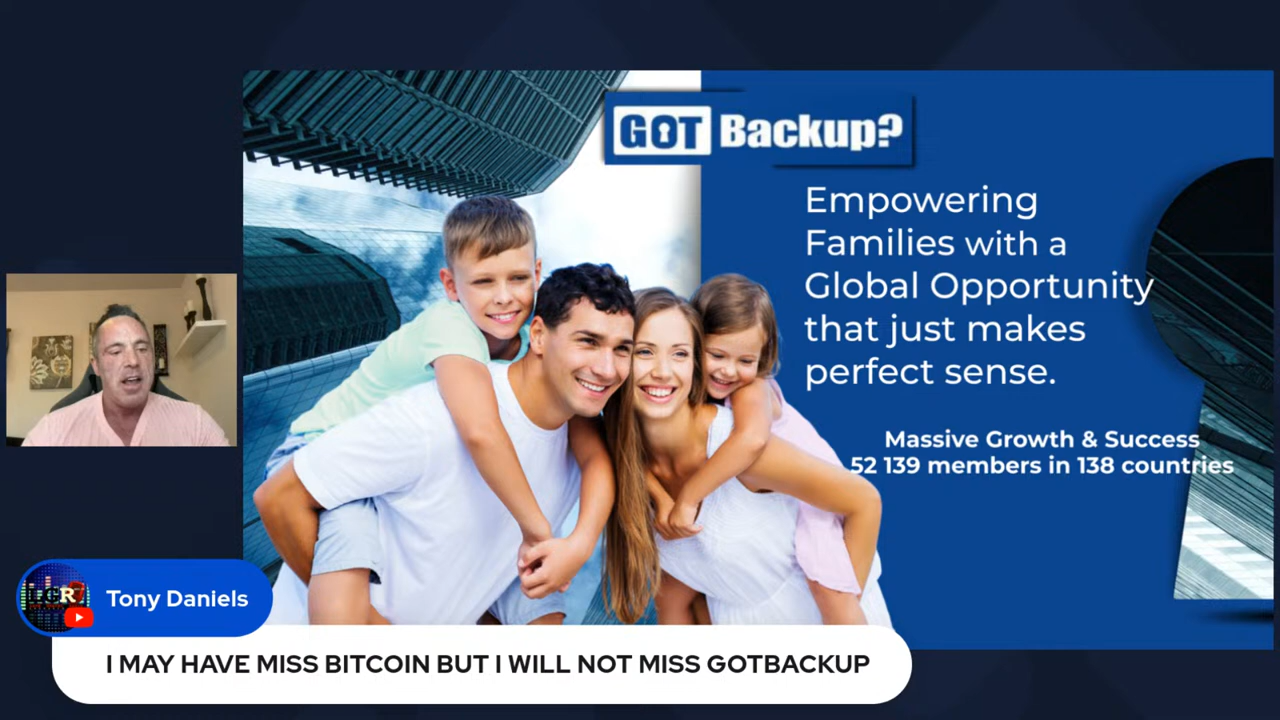 GOT Backup?
Empowering
Families with a
Global Opportunity
that just makes
perfect sense.
Massive Growth & Success
52 139 members in 138 countries
Tony Daniels
I MAY HAVE MISS BITCOIN BUT I WILL NOT MISS GOTBACKUP